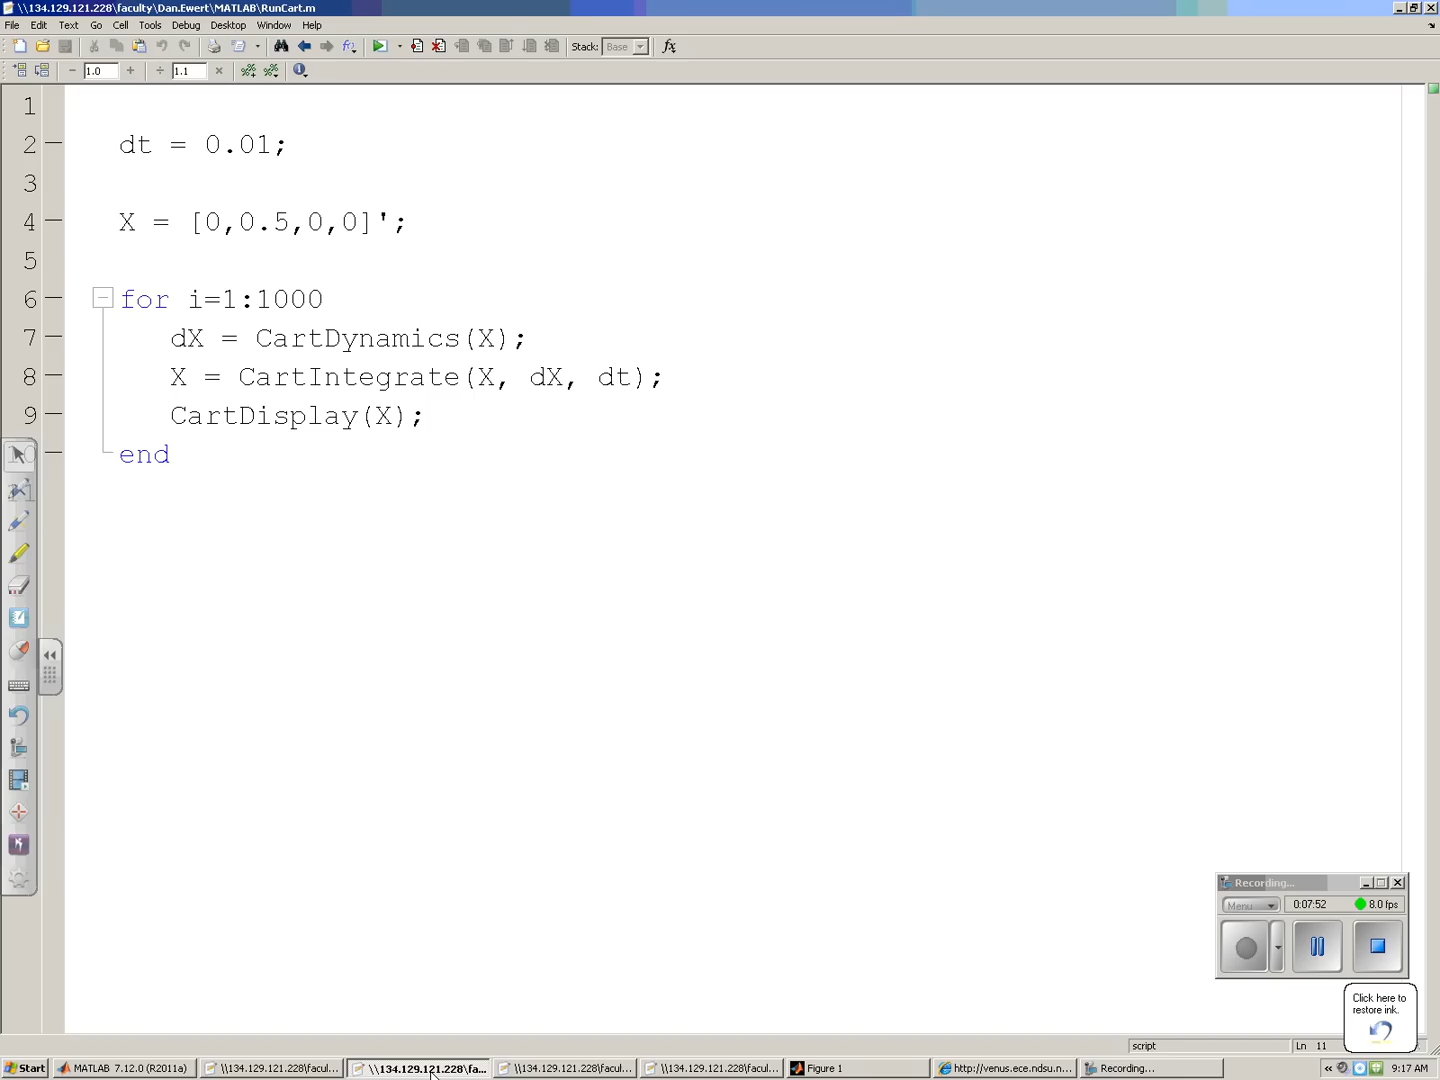 \\134.129.121.228\faculty\Dan.Ewert\MATLAB\RunCart.m
File Edit Text Go Cell Tools Debug Desktop Window Help
Stack: Base fx
1.0 1.1
1
2 dt = 0.01;
3
4 X = [0,0.5,0,0]';
5
6 for i=1:1000
7 dX = CartDynamics(X);
8 X = CartIntegrate(X, dX, dt);
9 CartDisplay(X);
end
Recording...
Menu 0:07:52 8.0 fps
Click here to
restore ink.
script Ln 11
Start MATLAB 7.12.0 (R2011a) \\134.129.121.228\facul... \\134.129.121.228\fa... \\134.129.121.228\facul... \\134.129.121.228\facul... Figure 1 http://venus.ece.ndsu.n... Recording... 9:17 AM